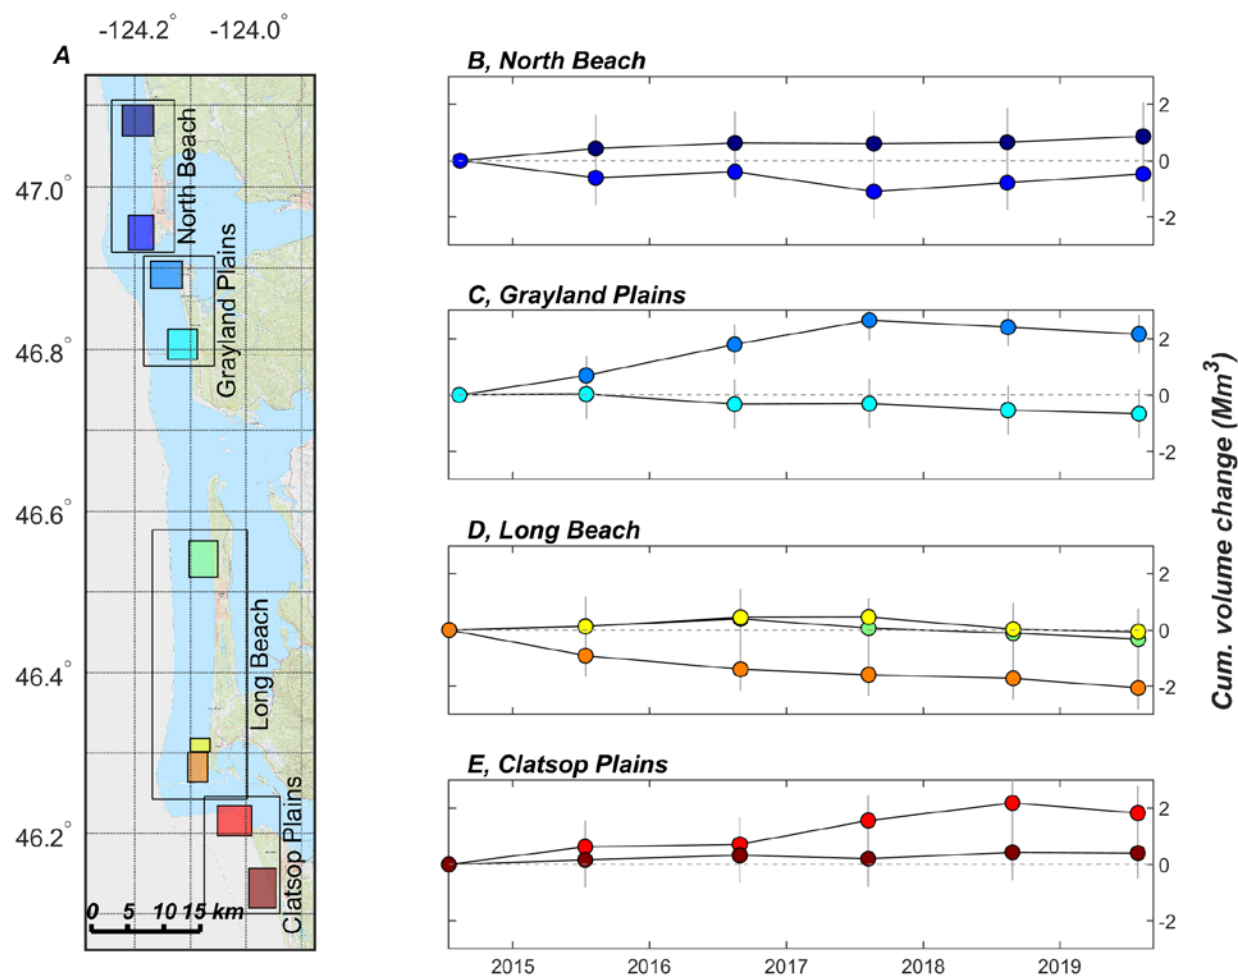 -124.2° -124.0°
A
47.0°
46.8°
46.6°
46.4°
46.2°
North Beach
Grayland Plains
Long Beach
Clatsop Plains
0 5 10 15 km
B, North Beach
2
0
-2
C, Grayland Plains
2
0
-2
D, Long Beach
2
0
-2
E, Clatsop Plains
2
0
-2
2015 2016 2017 2018 2019
Cum. volume change (Mm³)